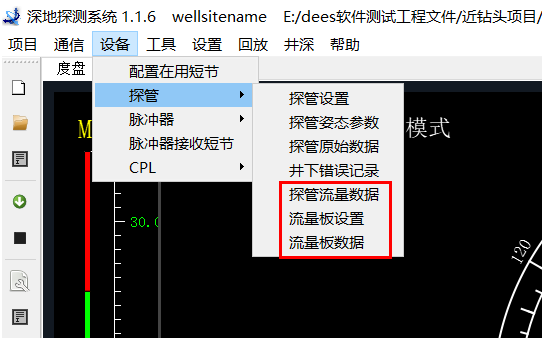 深地探测系统 1.1.6 wellsitename E:/dees软件测试工程文件/近钻头项目/
项目 通信 设备 工具 设置 回放 井深 帮助
度盘
配置在用短节
探管
脉冲器
脉冲器接收短节
CPL
探管设置
探管姿态参数
探管原始数据
井下错误记录
探管流量数据
流量板设置
流量板数据
M
模式
30.0
120